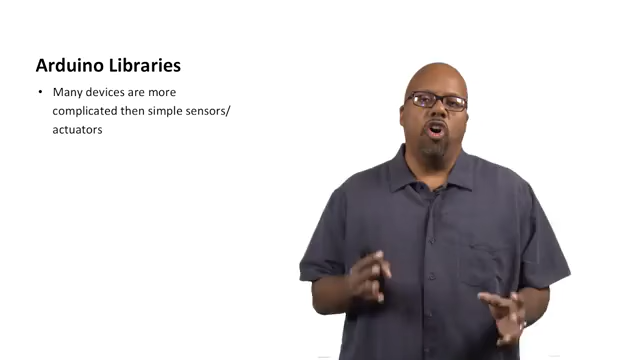 Arduino Libraries
• Many devices are more
complicated then simple sensors/
actuators